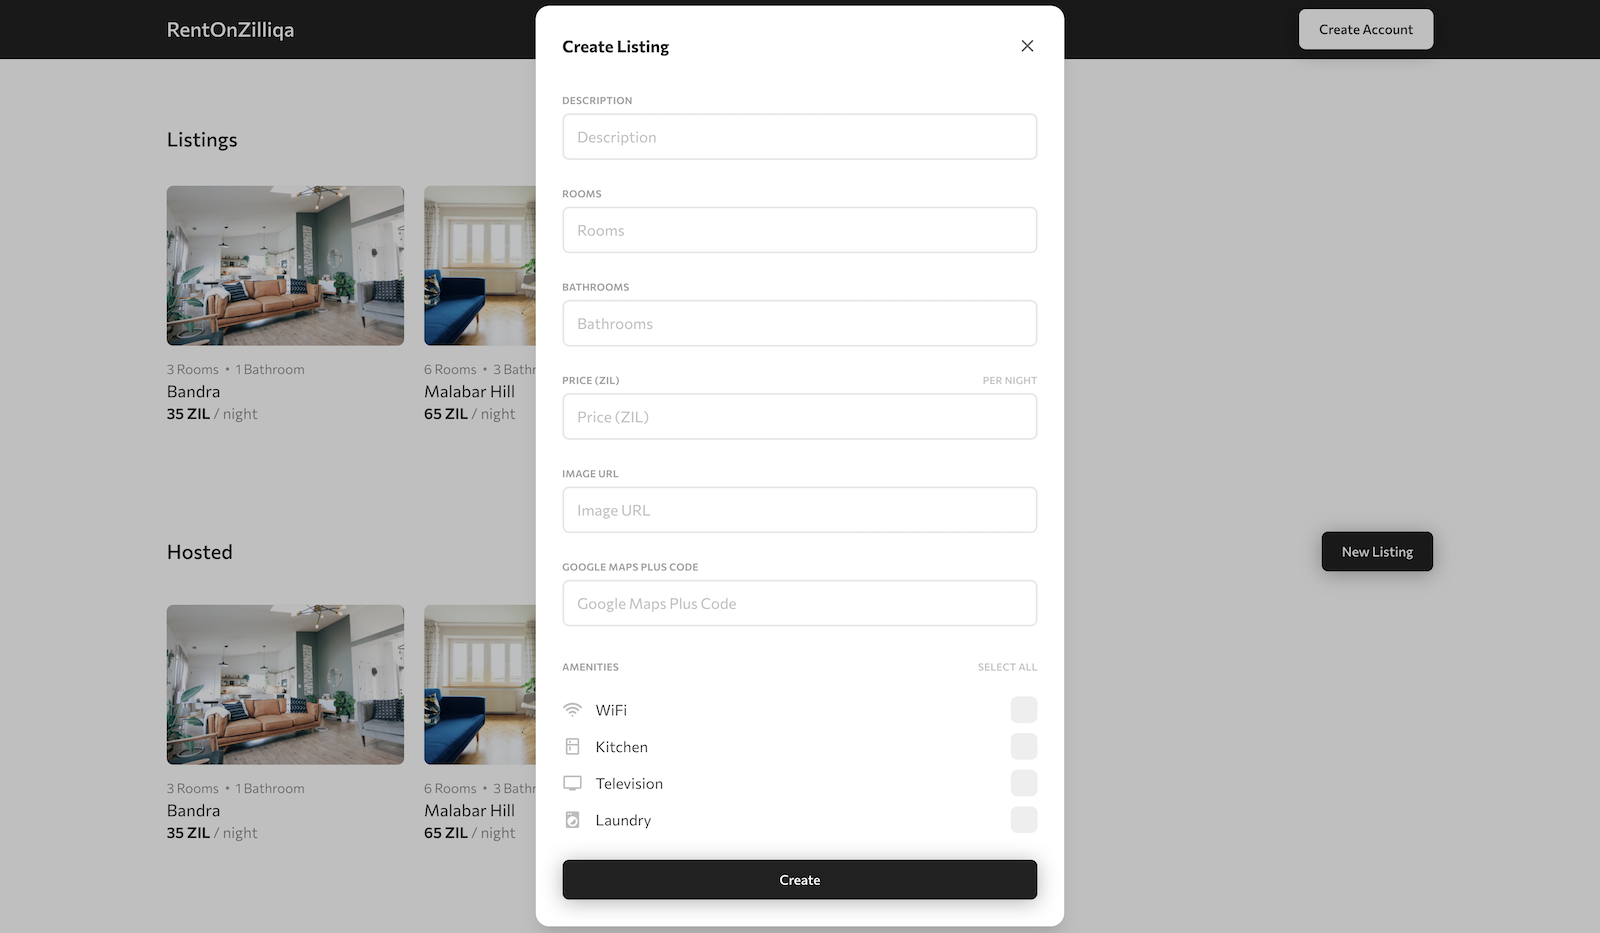 RentOnZilliqa
Create Account
Listings
3 Rooms • 1 Bathroom
Bandra
35 ZIL / night
6 Rooms • 3 Bathr
Malabar Hill
65 ZIL / night
Hosted
New Listing
3 Rooms • 1 Bathroom
Bandra
35 ZIL / night
6 Rooms • 3 Bathr
Malabar Hill
65 ZIL / night
Create Listing
DESCRIPTION
Description
ROOMS
Rooms
BATHROOMS
Bathrooms
PRICE (ZIL) PER NIGHT
Price (ZIL)
IMAGE URL
Image URL
GOOGLE MAPS PLUS CODE
Google Maps Plus Code
AMENITIES SELECT ALL
WiFi
Kitchen
Television
Laundry
Create